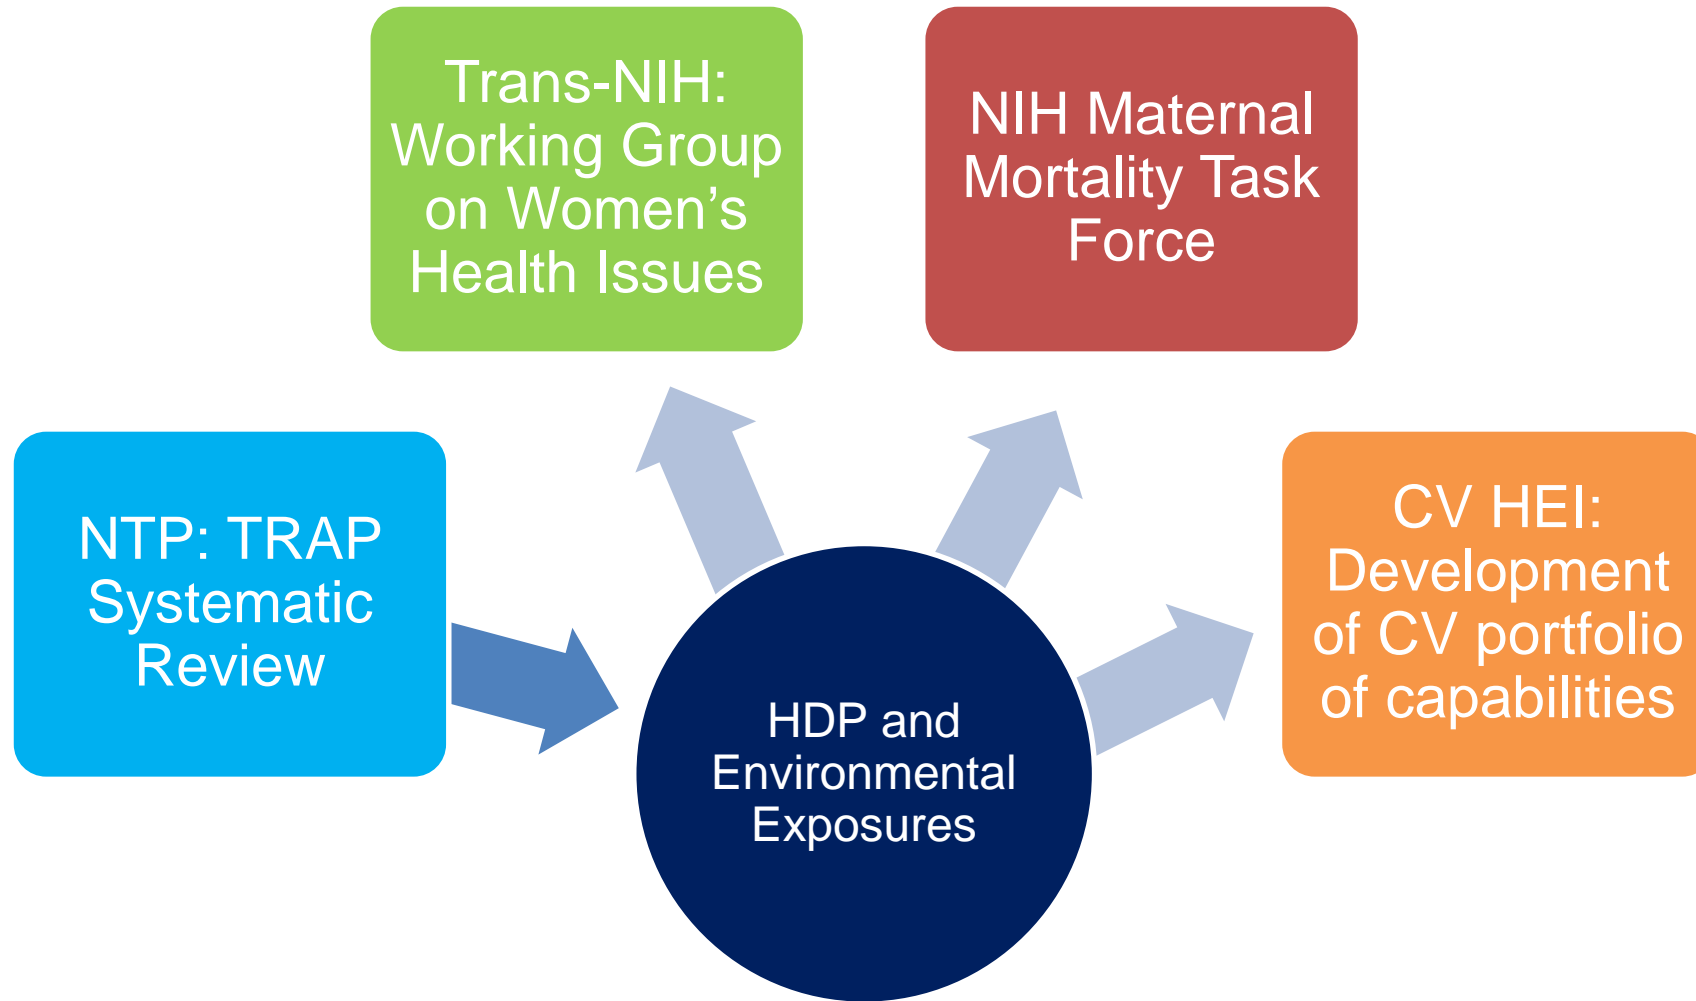 Trans-NIH:
Working Group
on Women’s
Health Issues
NIH Maternal
Mortality Task
Force
NTP: TRAP
Systematic
Review
CV HEI:
Development
of CV portfolio
of capabilities
HDP and
Environmental
Exposures